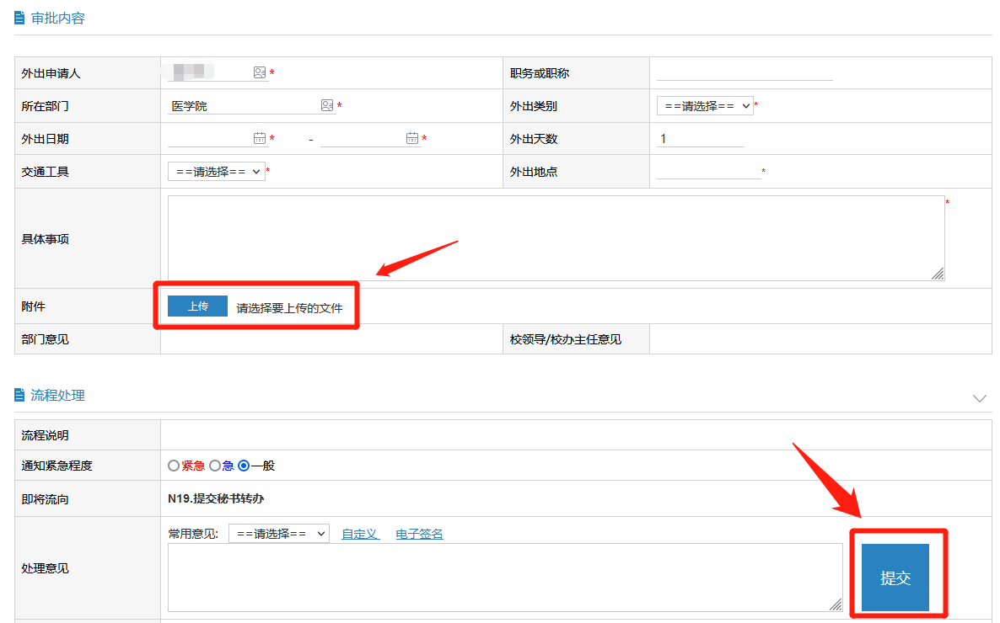 审批内容
外出申请人 * 职务或职称
所在部门 医学院 * 外出类别 ==请选择== *
外出日期 * - * 外出天数 1
交通工具 ==请选择== * 外出地点 *
具体事项 *
附件 上传 请选择要上传的文件
部门意见 校领导/校办主任意见
流程处理
流程说明
通知紧急程度 紧急 急 一般
即将流向 N19.提交秘书转办
常用意见: ==请选择== 自定义 电子签名
处理意见 提交